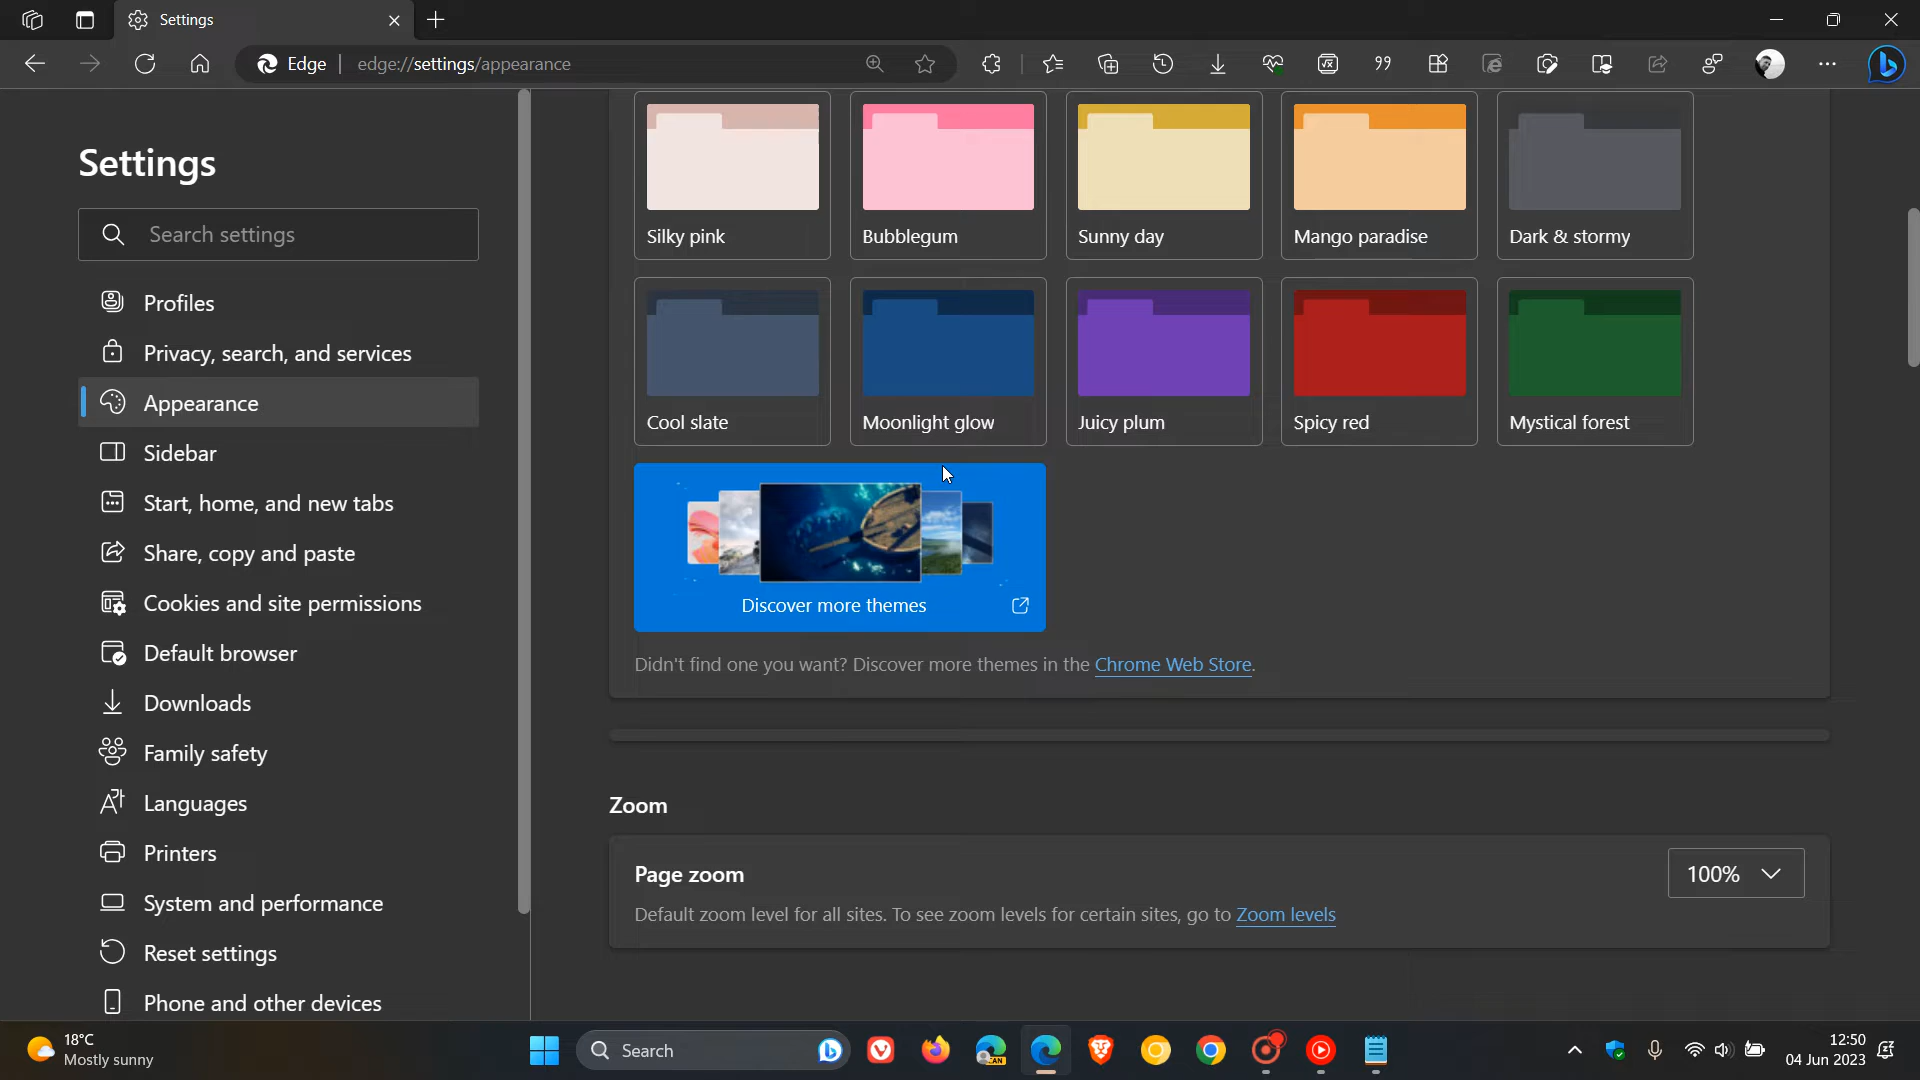 Settings
Edge
edge://settings/appearance
Settings
Search settings
Profiles
Privacy, search, and services
Appearance
Sidebar
Start, home, and new tabs
Share, copy and paste
Cookies and site permissions
Default browser
Downloads
Family safety
Languages
Printers
System and performance
Reset settings
Phone and other devices
Silky pink
Bubblegum
Sunny day
Mango paradise
Dark & stormy
Cool slate
Moonlight glow
Juicy plum
Spicy red
Mystical forest
Discover more themes
Didn't find one you want? Discover more themes in the Chrome Web Store.
Zoom
Page zoom
100%
Default zoom level for all sites. To see zoom levels for certain sites, go to Zoom levels
18°C
Mostly sunny
Search
CAN
12:50
04 Jun 2023